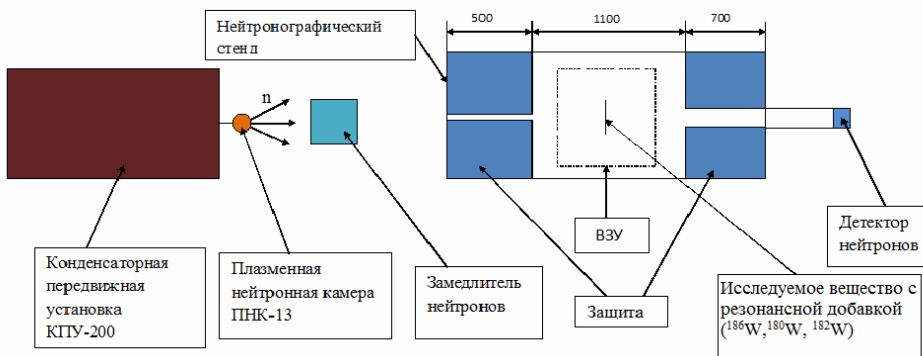 500
1100
700
Нейтронографический
стенд
n
Конденсаторная
передвижная
установка
КПУ-200
Плазменная
нейтронная камера
ПНК-13
Замедлитель
нейтронов
ВЗУ
Защита
Детектор
нейтронов
Исследуемое вещество с
резонансной добавкой
(¹⁸⁶W,¹⁸⁰W, ¹⁸²W)